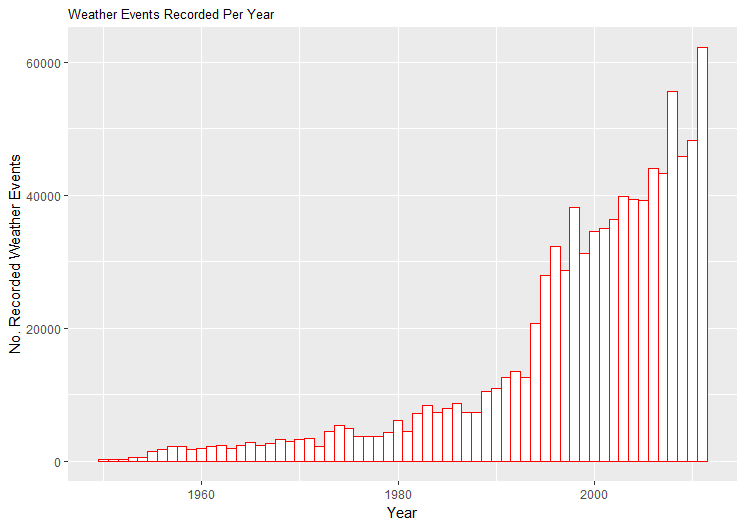 Weather Events Recorded Per Year
60000
40000
20000
0
No. Recorded Weather Events
1960
1980
2000
Year